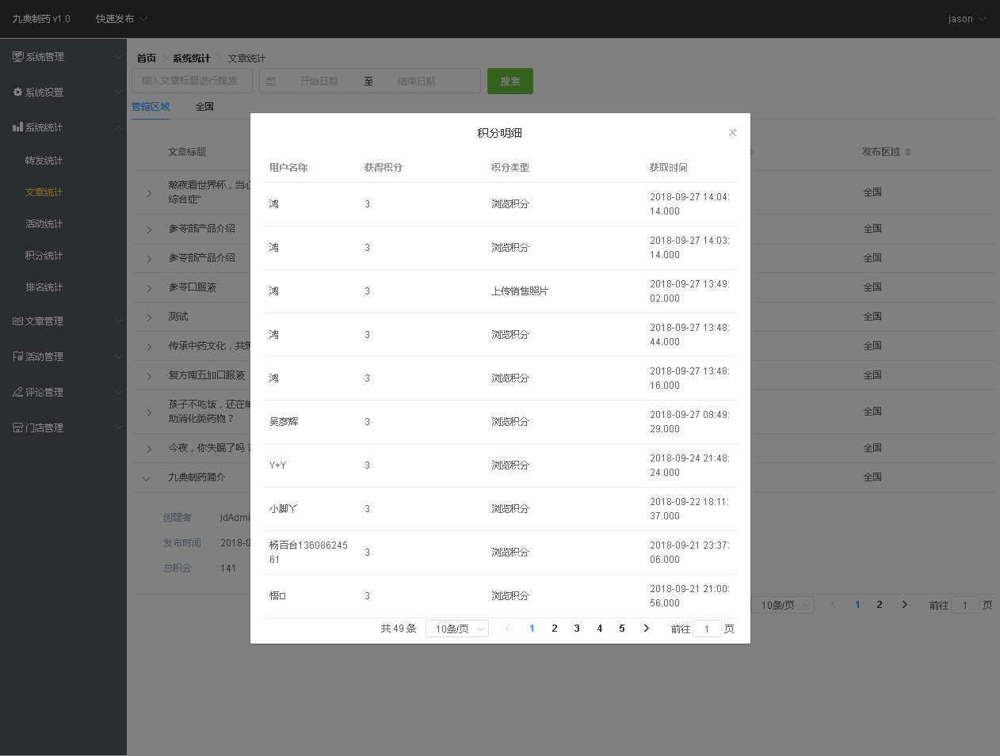 九典制药 v1.0
快速发布
jason
系统管理
系统设置
系统统计
转发统计
文章统计
活动统计
积分统计
排名统计
文章管理
活动管理
评论管理
门店管理
首页 > 系统统计 > 文章统计
输入文章标题进行搜索
开始日期 至 结束日期
搜索
管辖区域 全国
文章标题
发布区域
熬夜看世界杯，当心
综合症"
全国
参苓部产品介绍
全国
参苓部产品介绍
全国
参苓口服液
全国
测试
全国
传承中药文化，共筑
全国
复方南五加口服液
全国
孩子不吃饭，还在单
助消化类药物？
全国
今夜，你失眠了吗？
全国
九典制药简介
全国
创建者 jdAdmi
发布时间 2018-0
总积分 141
10条/页 1 2 前往 1 页
积分明细
用户名称 获得积分 积分类型 获取时间
鸿 3 浏览积分 2018-09-27 14:04:
14.000
鸿 3 浏览积分 2018-09-27 14:03:
14.000
鸿 3 上传销售照片 2018-09-27 13:49:
02.000
鸿 3 浏览积分 2018-09-27 13:48:
44.000
鸿 3 浏览积分 2018-09-27 13:48:
16.000
吴彦辉 3 浏览积分 2018-09-27 08:49:
29.000
Y+Y 3 浏览积分 2018-09-24 21:48:
24.000
小脚丫 3 浏览积分 2018-09-22 18:11:
37.000
杨百合136086245
61
3 浏览积分 2018-09-21 23:37:
06.000
悟 3 浏览积分 2018-09-21 21:00:
56.000
共 49 条 10条/页 1 2 3 4 5 前往 1 页